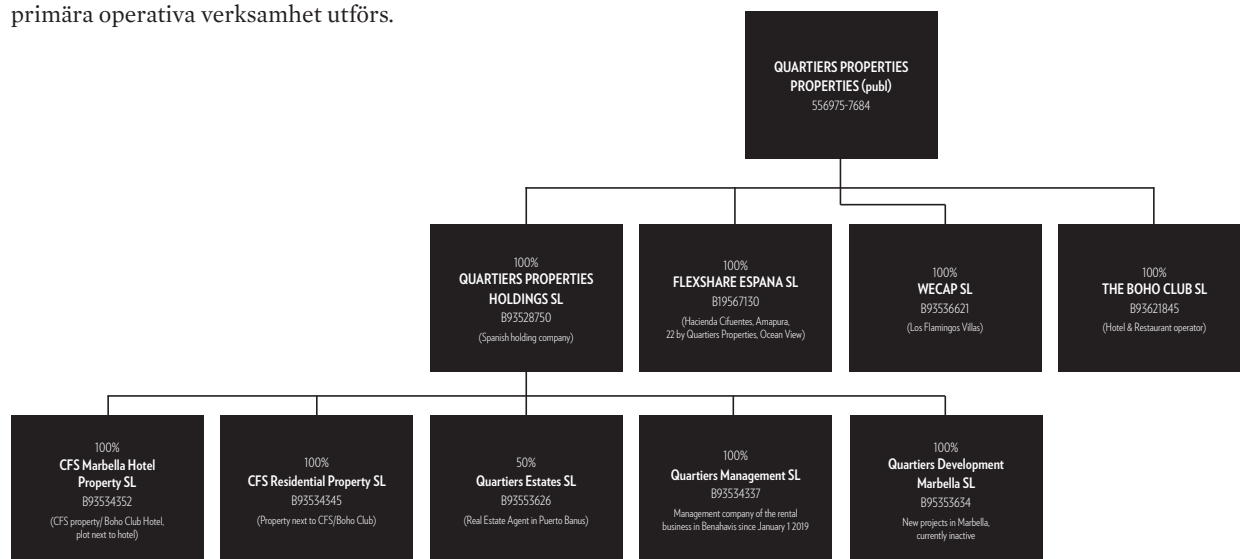 primära operativa verksamhet utförs.
QUARTIERS PROPERTIES
PROPERTIES (publ)
556975-7684
100%
QUARTIERS PROPERTIES
HOLDINGS SL
B93528750
(Spanish holding company)
100%
FLEXSHARE ESPANA SL
B19567130
(Hacienda Cifuentes, Amapura,
22 by Quartiers Properties, Ocean View)
100%
WECAP SL
B93536621
(Los Flamingos Villas)
100%
THE BOHO CLUB SL
B93621845
(Hotel & Restaurant operator)
100%
CFS Marbella Hotel
Property SL
B93534352
(CFS property/ Boho Club Hotel,
plot next to hotel)
100%
CFS Residential Property SL
B93534345
(Property next to CFS/Boho Club)
50%
Quartiers Estates SL
B93553626
(Real Estate Agent in Puerto Banus)
100%
Quartiers Management SL
B93534337
Management company of the rental
business in Benahavis since January 1 2019
100%
Quartiers Development
Marbella SL
B95353634
New projects in Marbella,
currently inactive